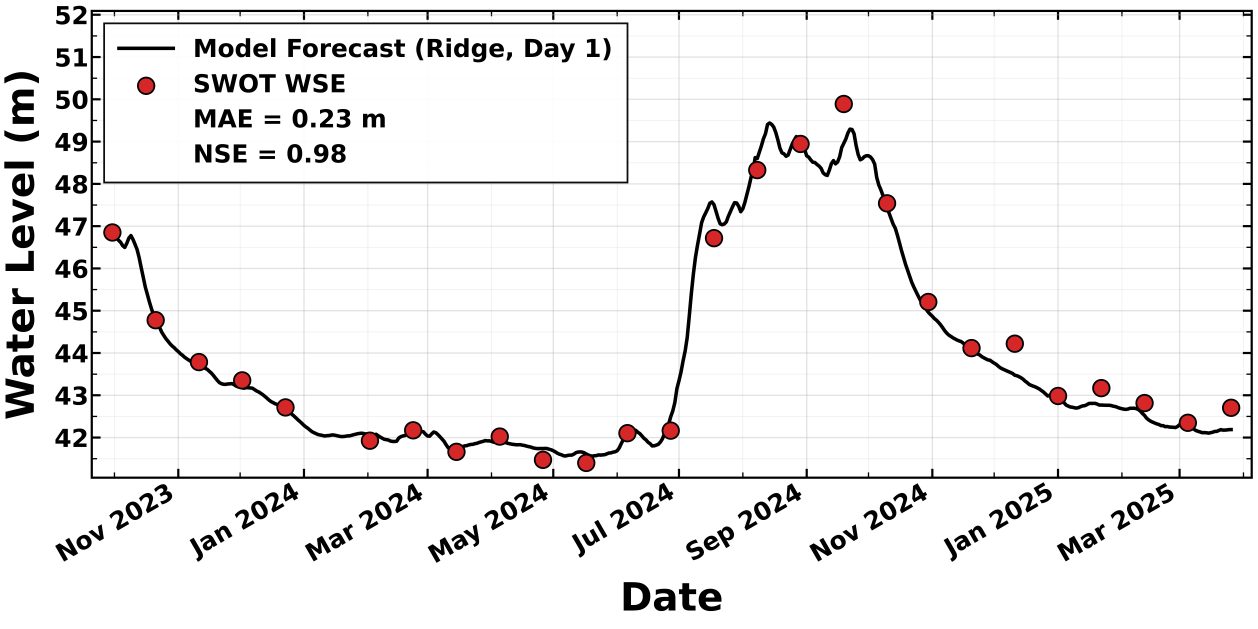 52
51
50
49
48
47
46
45
44
43
42
Water Level (m)
Model Forecast (Ridge, Day 1)
SWOT WSE
MAE = 0.23 m
NSE = 0.98
Nov 2023
Jan 2024
Mar 2024
May 2024
Jul 2024
Sep 2024
Nov 2024
Jan 2025
Mar 2025
Date